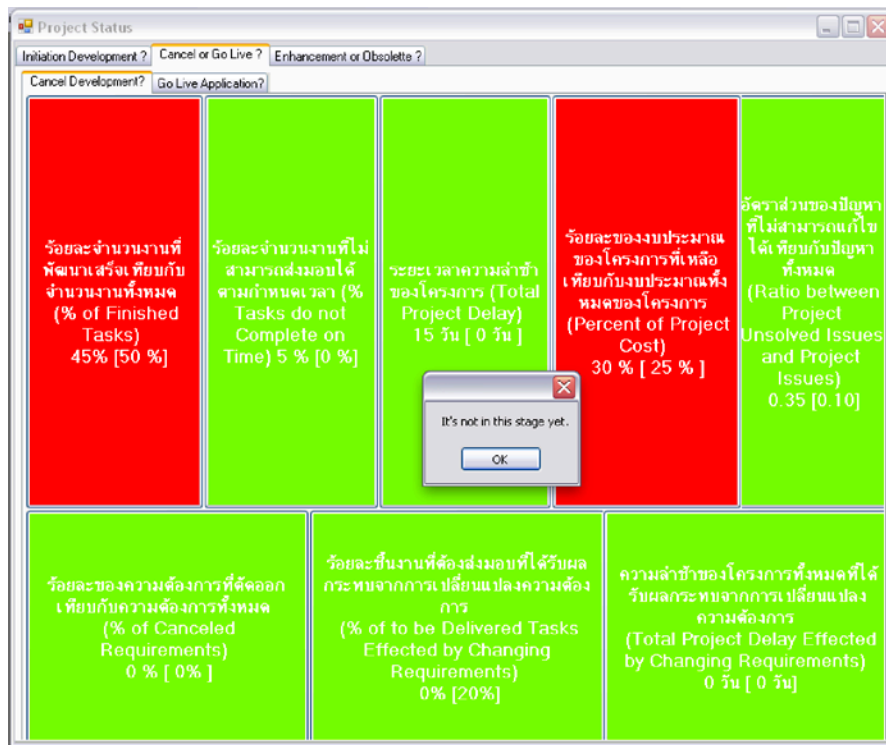 Project Status
Initiation Development ? Cancel or Go Live ? Enhancement or Obsolette ?
Cancel Development? Go Live Application?
ร้อยละจำนวนงานที่
พัฒนาเสร็จเทียบกับ
จำนวนงานทั้งหมด
(% of Finished
Tasks)
45% [50 %]
ร้อยละจำนวนงานที่ไม่
สามารถส่งมอบได้
ตามกำหนดเวลา (%
Tasks do not
Complete on
Time) 5 % [0 %]
ระยะเวลาความล่าช้า
ของโครงการ (Total
Project Delay)
15 วัน [ 0 วัน ]
ร้อยละของงบประมาณ
ของโครงการที่เหลือ
เทียบกับงบประมาณทั้ง
หมดของโครงการ
(Percent of Project
Cost)
30 % [ 25 % ]
อัตราส่วนของปัญหา
ที่ไม่สามารถแก้ไข
ได้เทียบกับปัญหา
ทั้งหมด
(Ratio between
Project
Unsolved Issues
and Project
Issues)
0.35 [0.10]
It's not in this stage yet.
OK
ร้อยละของความต้องการที่ตัดออก
เทียบกับความต้องการทั้งหมด
(% of Canceled
Requirements)
0 % [ 0% ]
ร้อยละชิ้นงานที่ต้องส่งมอบที่ได้รับผล
กระทบจากการเปลี่ยนแปลงความต้อง
การ
(% of to be Delivered Tasks
Effected by Changing
Requirements)
0% [20%]
ความล่าช้าของโครงการทั้งหมดที่ได้
รับผลกระทบจากการเปลี่ยนแปลง
ความต้องการ
(Total Project Delay Effected
by Changing Requirements)
0 วัน [ 0 วัน]